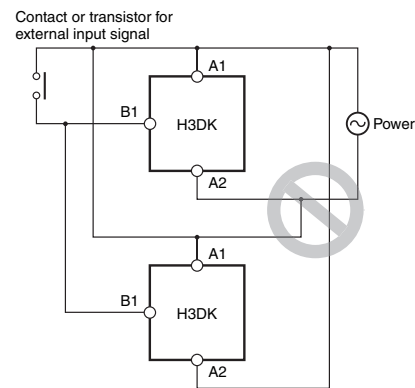 Contact or transistor for
external input signal
A1
B1
H3DK
Power
A2
A1
B1
H3DK
A2